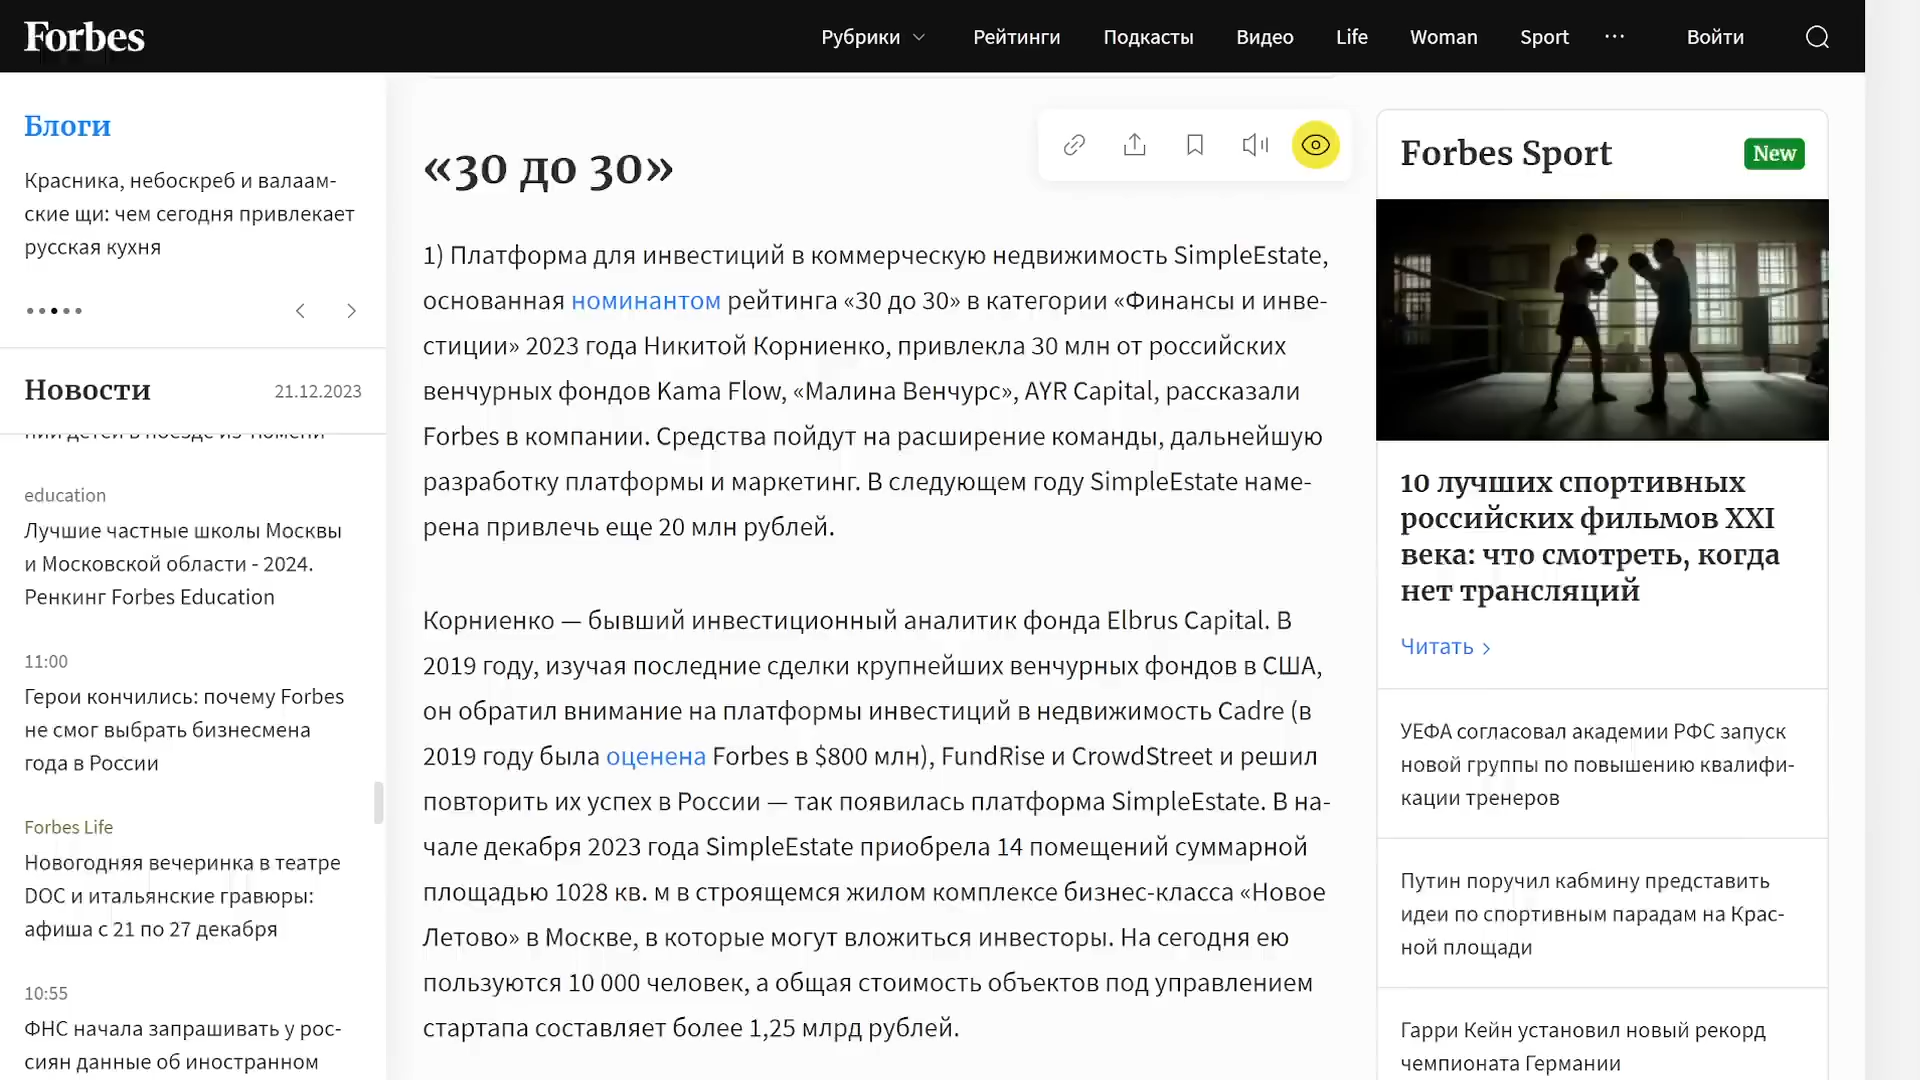 Forbes
Рубрики
Рейтинги
Подкасты
Видео
Life
Woman
Sport
Войти
Блоги
Красника, небоскреб и валаам-
ские щи: чем сегодня привлекает
русская кухня
Новости
21.12.2023
ний детей в поезде из Тюмени
education
Лучшие частные школы Москвы
и Московской области - 2024.
Ренкинг Forbes Education
11:00
Герои кончились: почему Forbes
не смог выбрать бизнесмена
года в России
Forbes Life
Новогодняя вечеринка в театре
DOC и итальянские гравюры:
афиша с 21 по 27 декабря
10:55
ФНС начала запрашивать у рос-
сиян данные об иностранном
«30 до 30»
1) Платформа для инвестиций в коммерческую недвижимость SimpleEstate,
основанная номинантом рейтинга «30 до 30» в категории «Финансы и инве-
стиции» 2023 года Никитой Корниенко, привлекла 30 млн от российских
венчурных фондов Kama Flow, «Малина Венчурс», AYR Capital, рассказали
Forbes в компании. Средства пойдут на расширение команды, дальнейшую
разработку платформы и маркетинг. В следующем году SimpleEstate наме-
рена привлечь еще 20 млн рублей.
Корниенко — бывший инвестиционный аналитик фонда Elbrus Capital. В
2019 году, изучая последние сделки крупнейших венчурных фондов в США,
он обратил внимание на платформы инвестиций в недвижимость Cadre (в
2019 году была оценена Forbes в $800 млн), FundRise и CrowdStreet и решил
повторить их успех в России — так появилась платформа SimpleEstate. В на-
чале декабря 2023 года SimpleEstate приобрела 14 помещений суммарной
площадью 1028 кв. м в строящемся жилом комплексе бизнес-класса «Новое
Летово» в Москве, в которые могут вложиться инвесторы. На сегодня ею
пользуются 10 000 человек, а общая стоимость объектов под управлением
стартапа составляет более 1,25 млрд рублей.
Forbes Sport
New
10 лучших спортивных
российских фильмов XXI
века: что смотреть, когда
нет трансляций
Читать
УЕФА согласовал академии РФС запуск
новой группы по повышению квалифи-
кации тренеров
Путин поручил кабмину представить
идеи по спортивным парадам на Крас-
ной площади
Гарри Кейн установил новый рекорд
чемпионата Германии